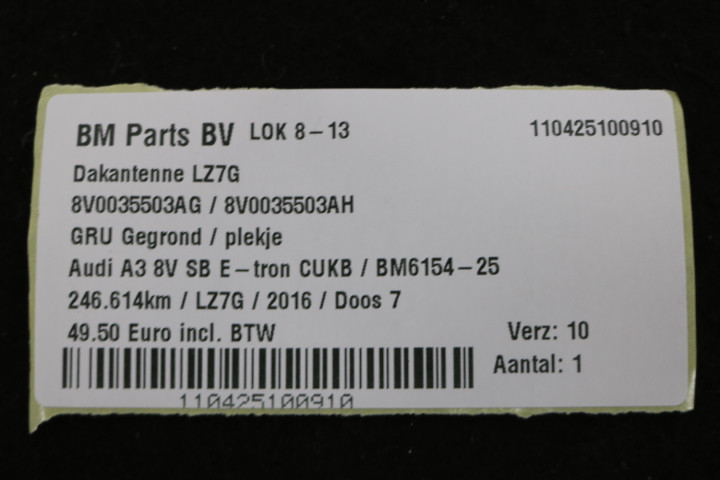 BM Parts BV LOK 8-13 110425100910
Dakantenne LZ7G
8V0035503AG / 8V0035503AH
GRU Gegrond / plekje
Audi A3 8V SB E-tron CUKB / BM6154-25
246.614km / LZ7G / 2016 / Doos 7
49.50 Euro incl. BTW Verz: 10
Aantal: 1
110425100910